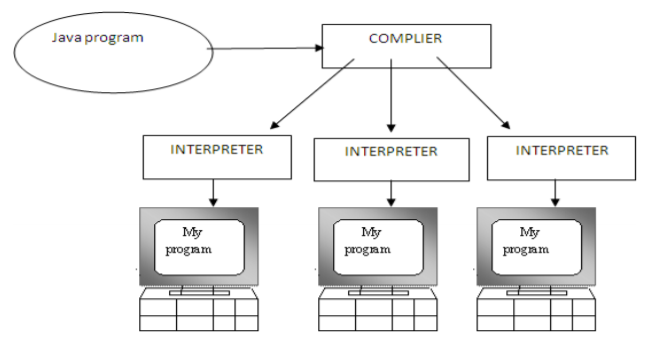 Java program
COMPLIER
INTERPRETER
INTERPRETER
INTERPRETER
My
program
My
program
My
program